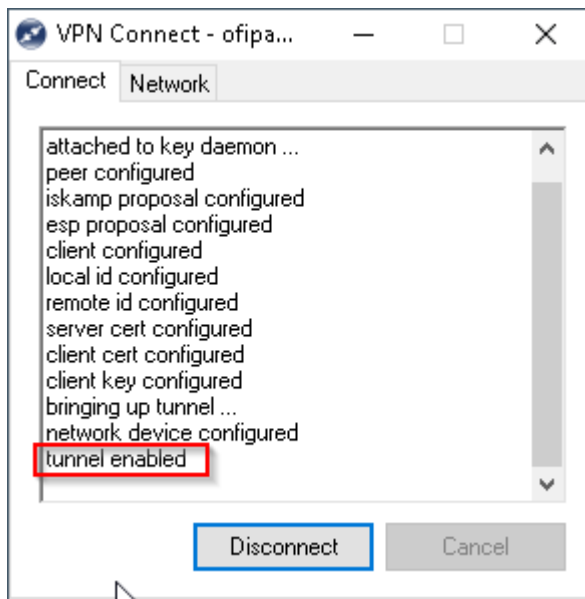 VPN Connect - ofipa...
Connect Network
attached to key daemon ...
peer configured
iskamp proposal configured
esp proposal configured
client configured
local id configured
remote id configured
server cert configured
client cert configured
client key configured
bringing up tunnel ...
network device configured
tunnel enabled
Disconnect Cancel